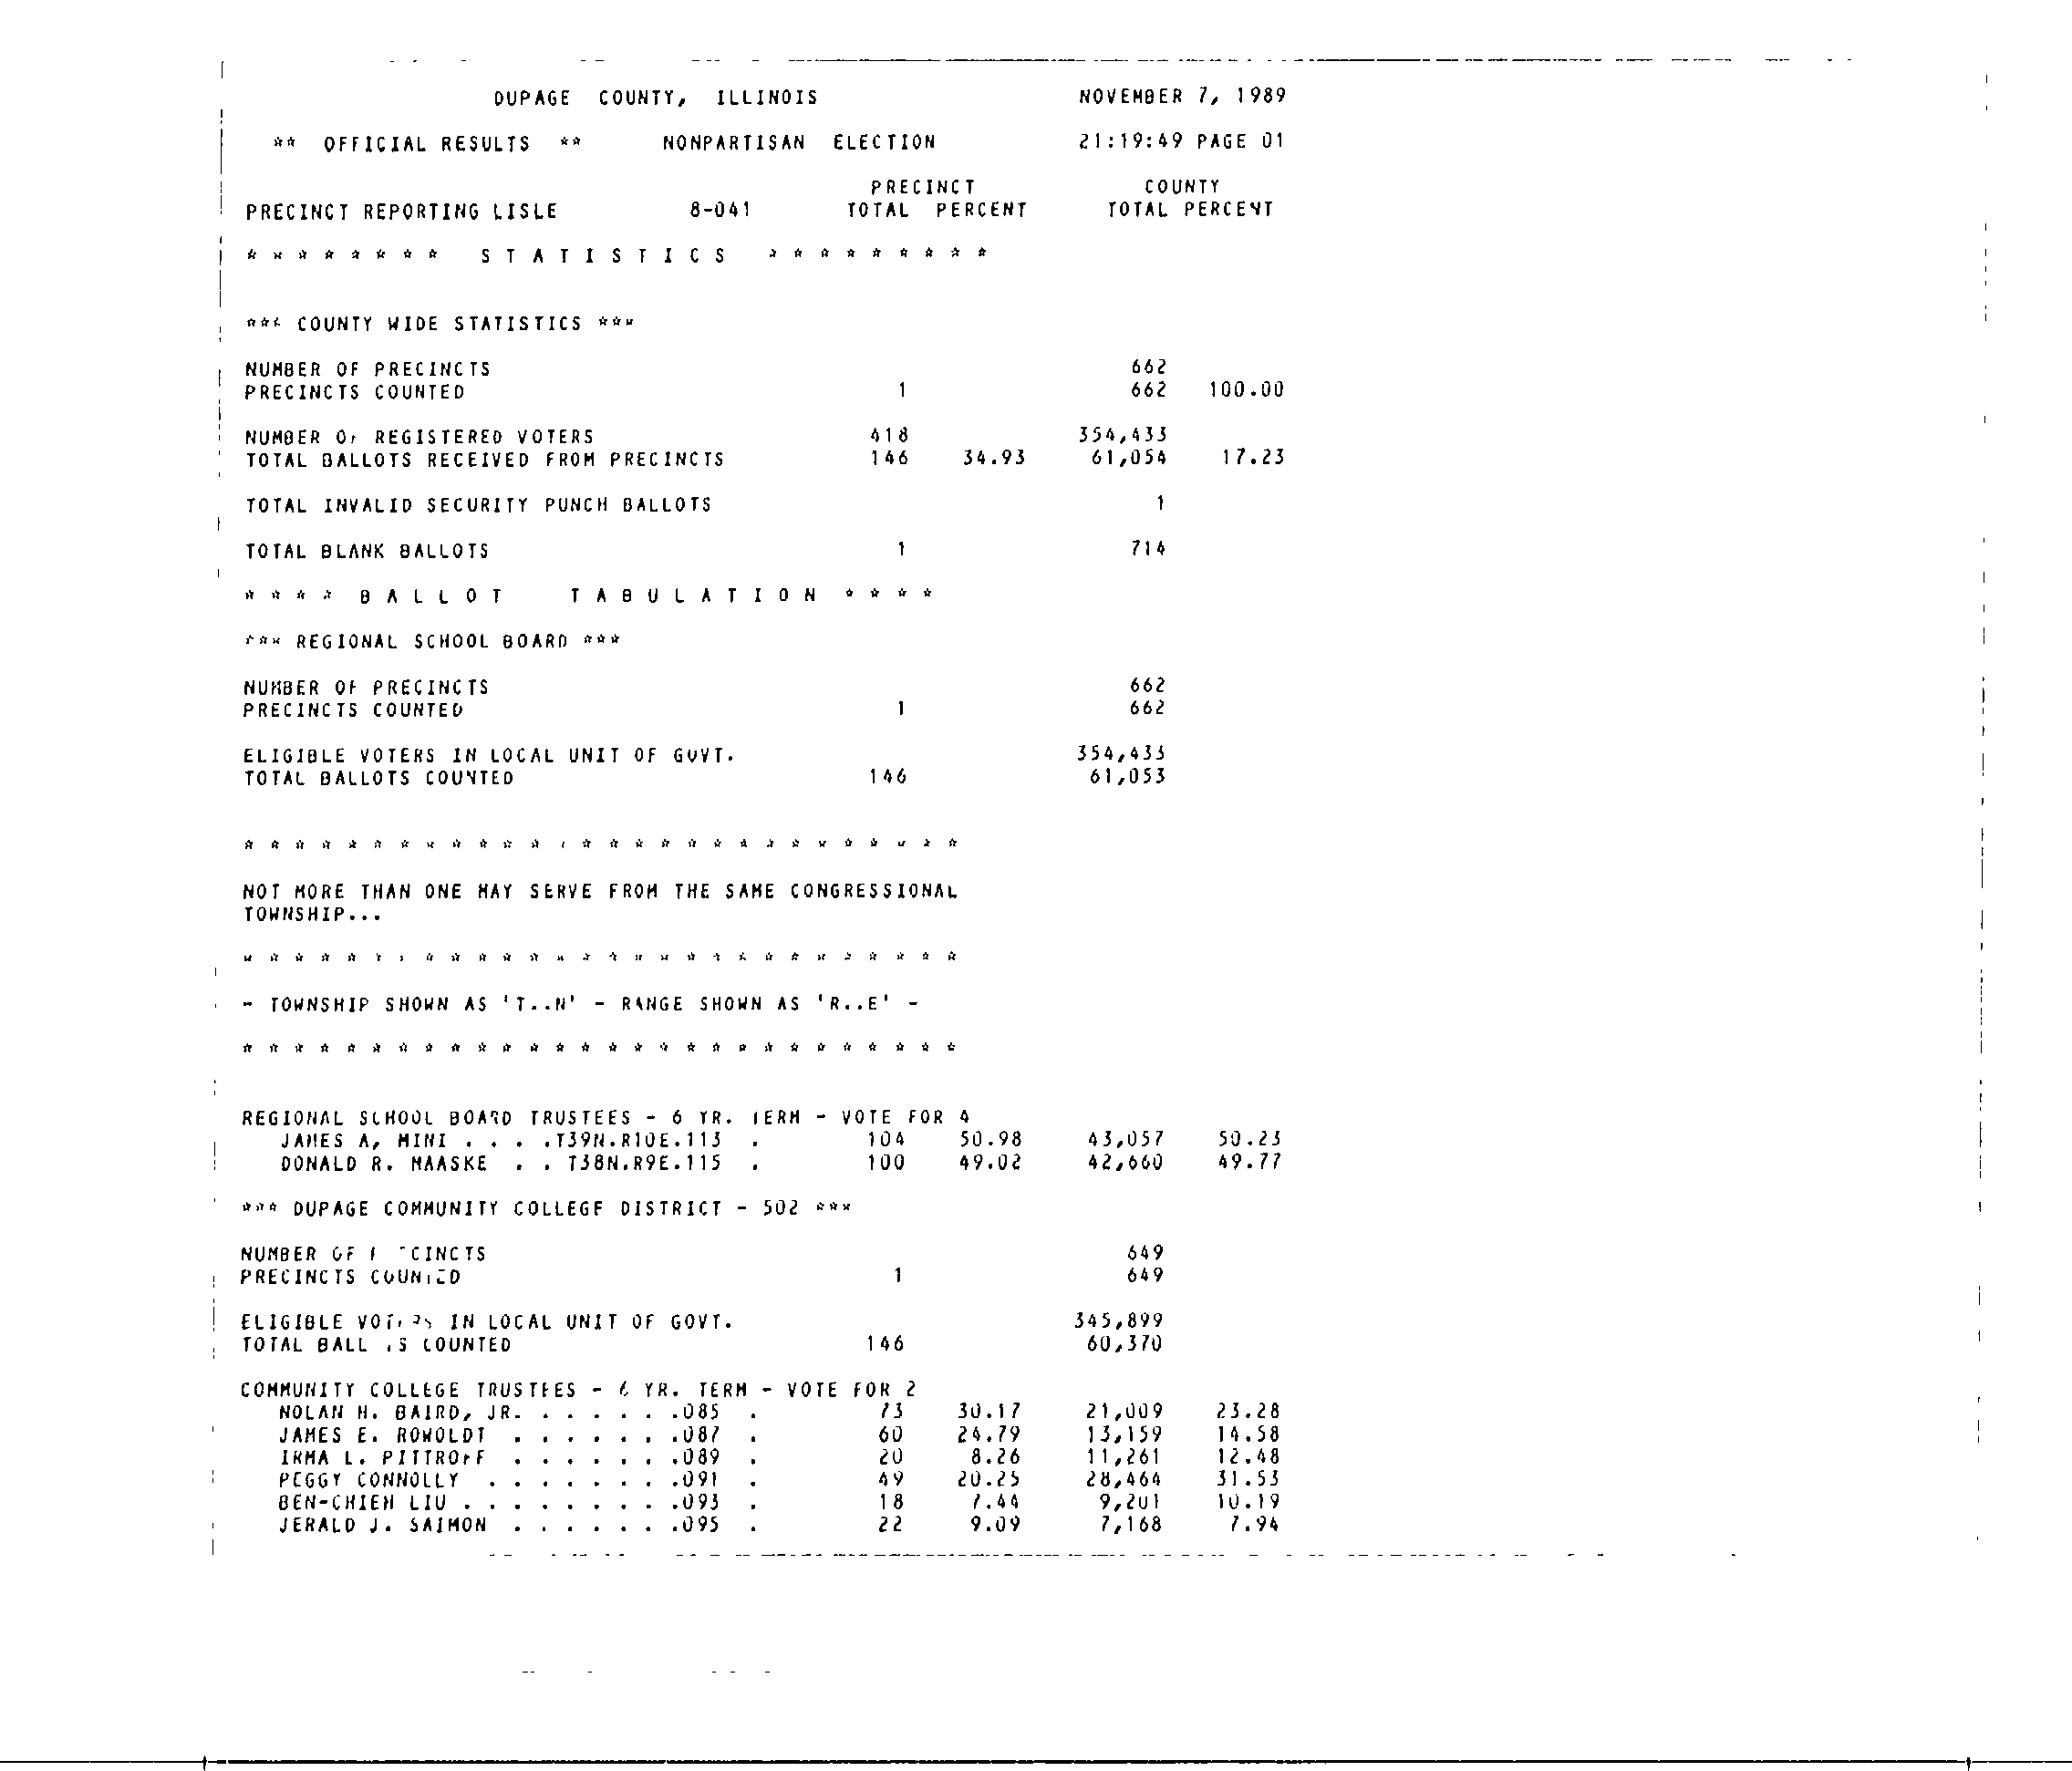 DUPAGE COUNTY, ILLINOIS NOVEMBER 7, 1989
** OFFICIAL RESULTS ** NONPARTISAN ELECTION 21:19:49 PAGE 01
PRECINCT COUNTY
PRECINCT REPORTING LISLE 8-041 TOTAL PERCENT TOTAL PERCENT
* * * * * * * * S T A T I S T I C S * * * * * * * * *
*** COUNTY WIDE STATISTICS ***
NUMBER OF PRECINCTS 662
PRECINCTS COUNTED 1 662 100.00
NUMBER OF REGISTERED VOTERS 418 354,433
TOTAL BALLOTS RECEIVED FROM PRECINCTS 146 34.93 61,054 17.23
TOTAL INVALID SECURITY PUNCH BALLOTS 1
TOTAL BLANK BALLOTS 1 714
* * * * B A L L O T T A B U L A T I O N * * * *
*** REGIONAL SCHOOL BOARD ***
NUMBER OF PRECINCTS 662
PRECINCTS COUNTED 1 662
ELIGIBLE VOTERS IN LOCAL UNIT OF GOVT. 354,433
TOTAL BALLOTS COUNTED 146 61,053
* * * * * * * * * * * * * * * * * * * * * * * * * * * *
NOT MORE THAN ONE MAY SERVE FROM THE SAME CONGRESSIONAL
TOWNSHIP...
* * * * * * * * * * * * * * * * * * * * * * * * * * * *
- TOWNSHIP SHOWN AS 'T..N' - RANGE SHOWN AS 'R..E' -
* * * * * * * * * * * * * * * * * * * * * * * * * * * *
REGIONAL SCHOOL BOARD TRUSTEES - 6 YR. TERM - VOTE FOR 4
JAMES A, MINI . . . .T39N.R10E.113 . 104 50.98 43,057 50.23
DONALD R. MAASKE . . T38N.R9E.115 . 100 49.02 42,660 49.77
*** DUPAGE COMMUNITY COLLEGE DISTRICT - 502 ***
NUMBER OF PRECINCTS 649
PRECINCTS COUNTED 1 649
ELIGIBLE VOTERS IN LOCAL UNIT OF GOVT. 345,899
TOTAL BALLOTS COUNTED 146 60,370
COMMUNITY COLLEGE TRUSTEES - 6 YR. TERM - VOTE FOR 2
NOLAN H. BAIRD, JR. . . . . . .085 . 73 30.17 21,009 23.28
JAMES E. ROWOLDT . . . . . . .087 . 60 24.79 13,159 14.58
IRMA L. PITTROFF . . . . . . .089 . 20 8.26 11,261 12.48
PEGGY CONNOLLY . . . . . . . .091 . 49 20.25 28,464 31.53
BEN-CHIEH LIU . . . . . . . . .093 . 18 7.44 9,201 10.19
JERALD J. SAIMON . . . . . . .095 . 22 9.09 7,168 7.94